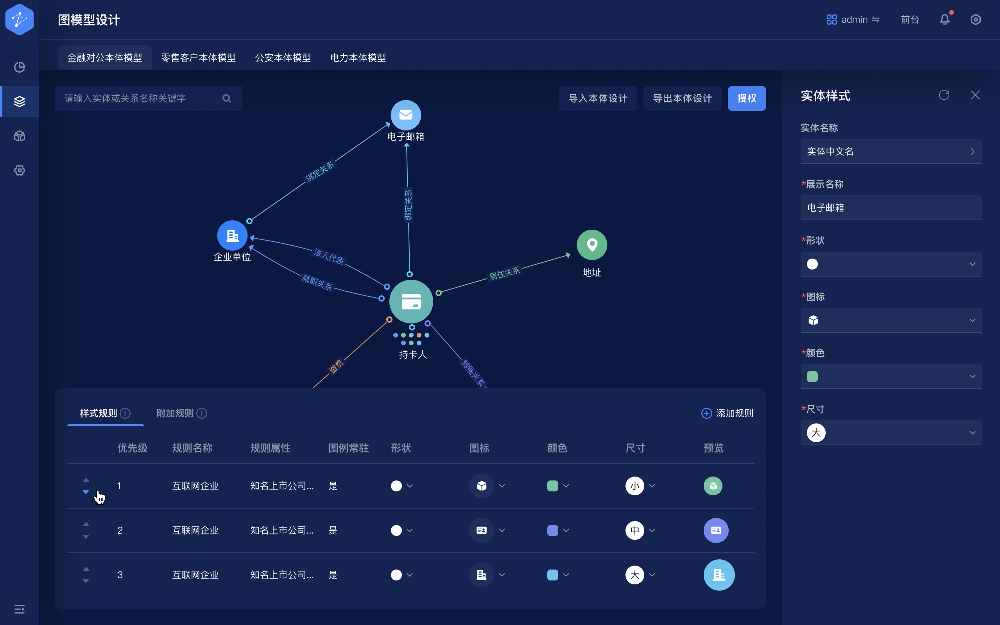 图模型设计
admin
前台
金融对公本体模型
零售客户本体模型
公安本体模型
电力本体模型
请输入实体或关系名称关键字
导入本体设计
导出本体设计
授权
电子邮箱
绑定关系
绑定关系
企业单位
法人代表
就职关系
居住关系
地址
持卡人
缴费
转账关系
样式规则
附加规则
添加规则
优先级 规则名称 规则属性 图例常驻 形状 图标 颜色 尺寸 预览
1 互联网企业 知名上市公司... 是 小
2 互联网企业 知名上市公司... 是 中
3 互联网企业 知名上市公司... 是 大
实体样式
实体名称
实体中文名
*展示名称
电子邮箱
*形状
*图标
*颜色
*尺寸
大